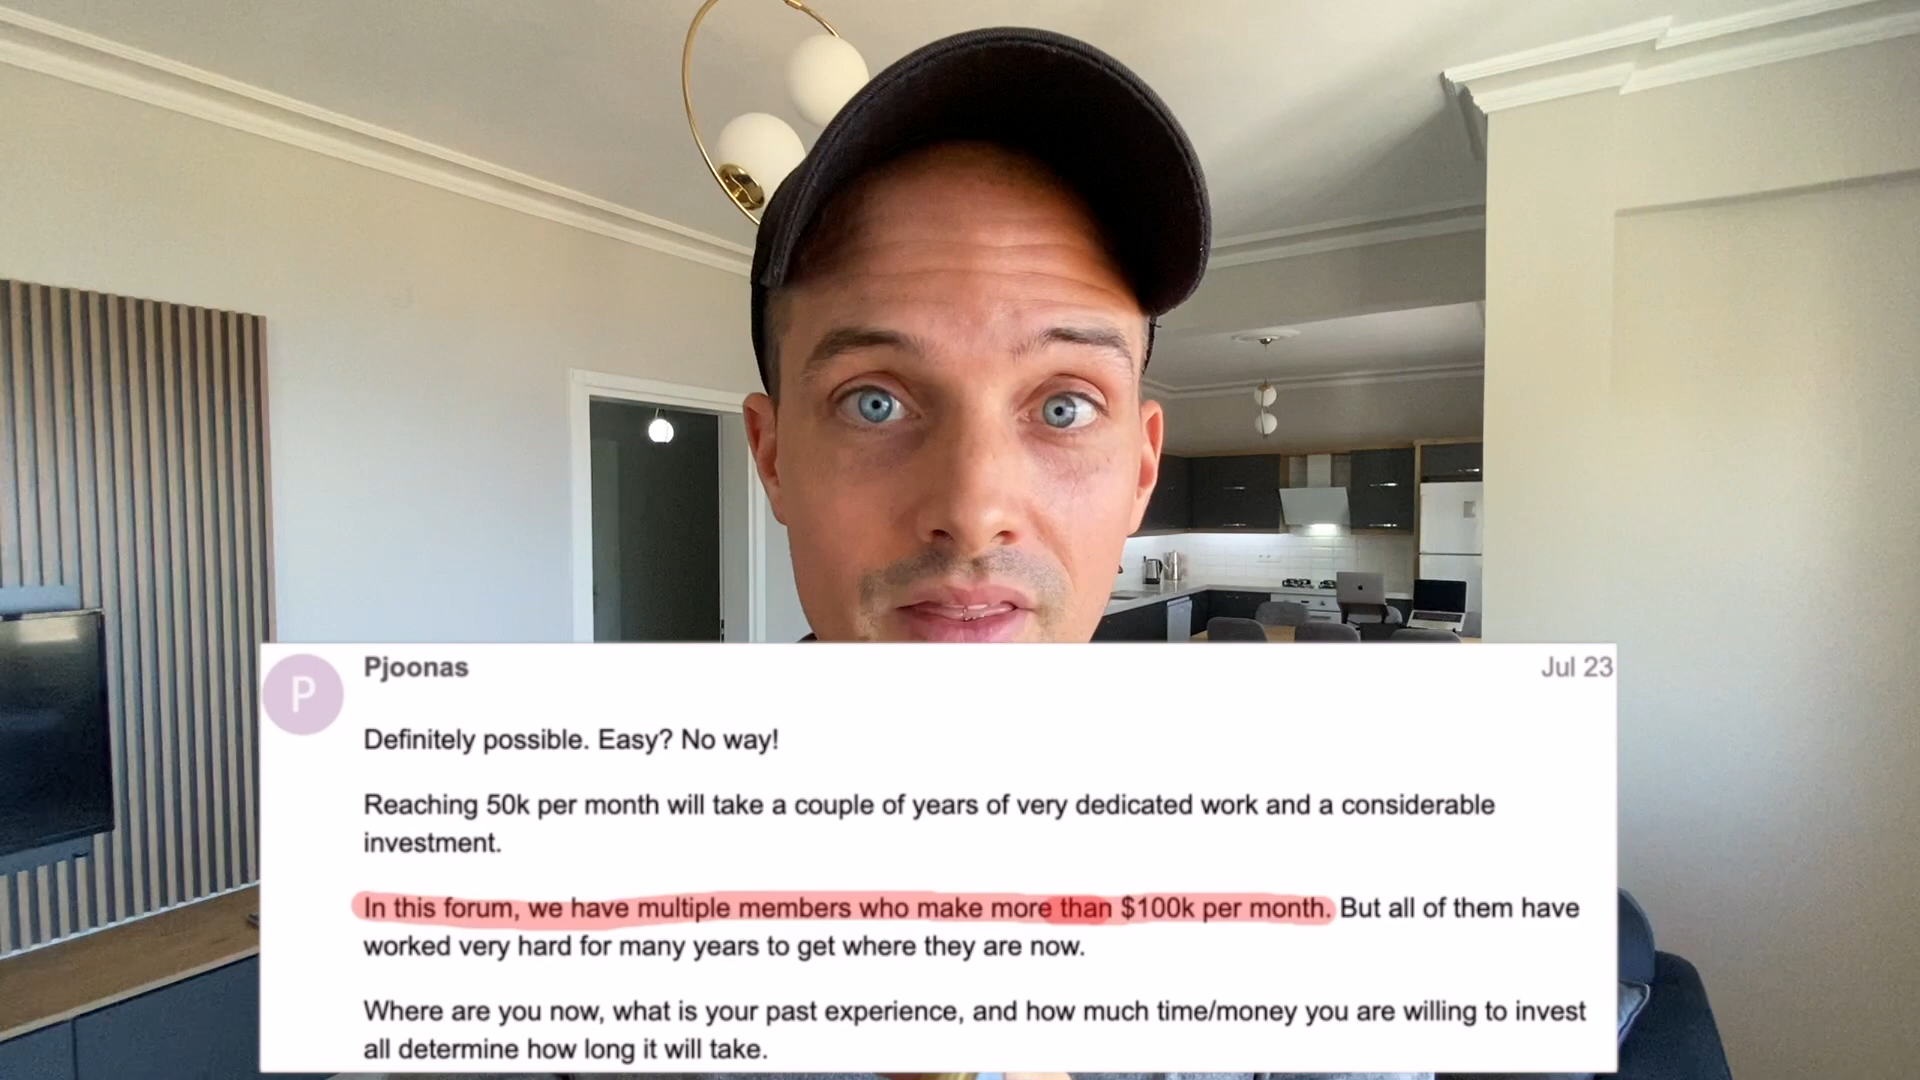 P
Pjoonas
Jul 23
Definitely possible. Easy? No way!
Reaching 50k per month will take a couple of years of very dedicated work and a considerable
investment.
In this forum, we have multiple members who make more than $100k per month. But all of them have
worked very hard for many years to get where they are now.
Where are you now, what is your past experience, and how much time/money you are willing to invest
all determine how long it will take.